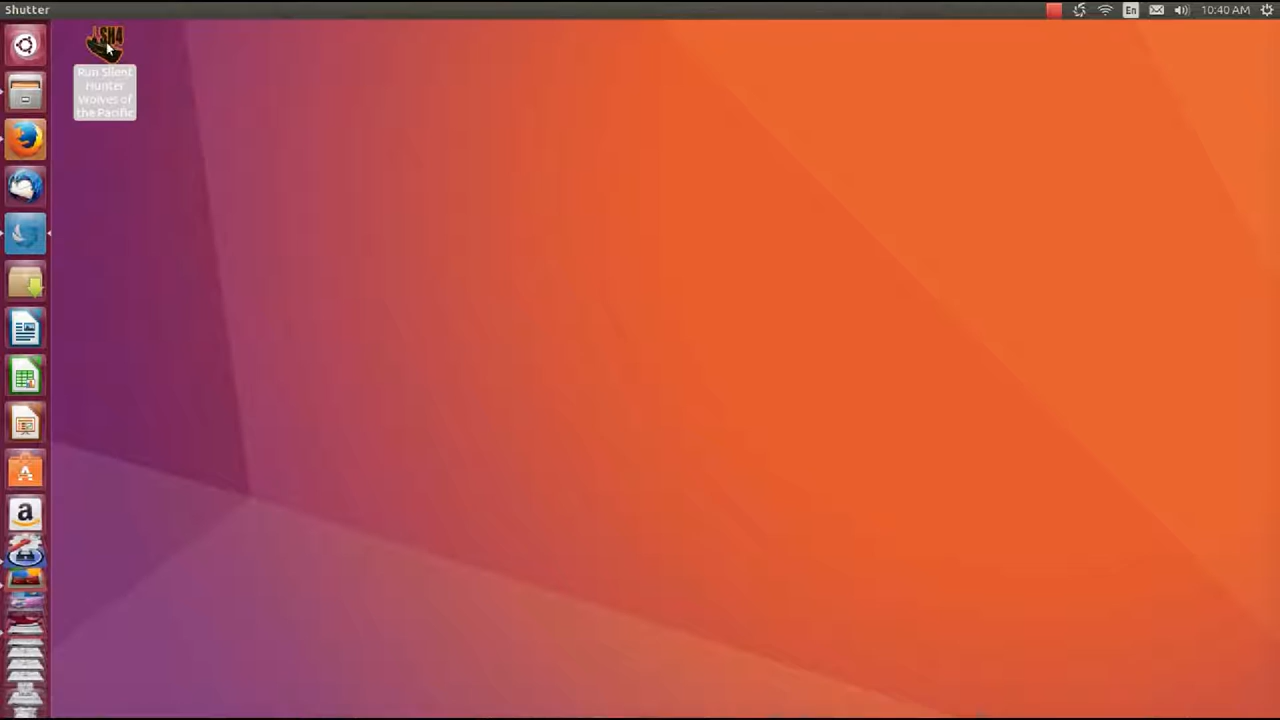 Shutter
En
10:40 AM
SH4
Run Silent
Hunter
Wolves of
the Pacific
a